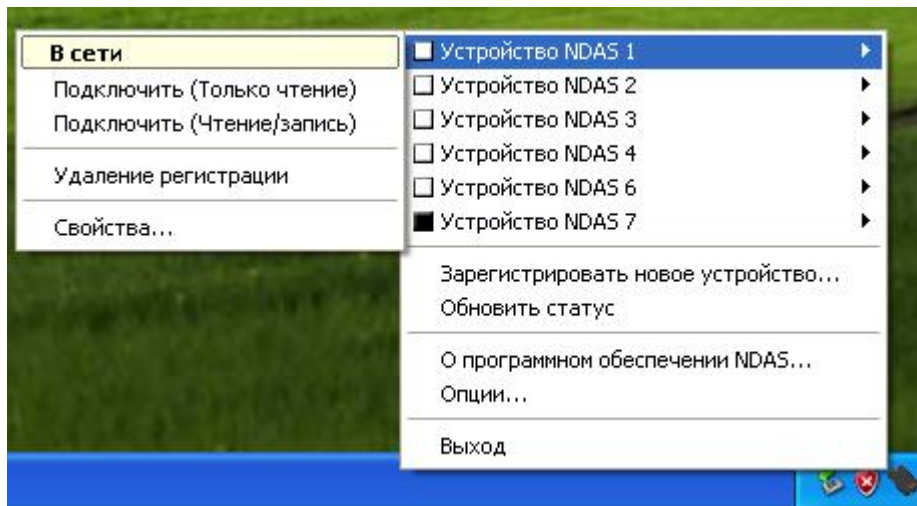 В сети
Подключить (Только чтение)
Подключить (Чтение/запись)
Удаление регистрации
Свойства...
Устройство NDAS 1
Устройство NDAS 2
Устройство NDAS 3
Устройство NDAS 4
Устройство NDAS 6
Устройство NDAS 7
Зарегистрировать новое устройство...
Обновить статус
О программном обеспечении NDAS...
Опции...
Выход